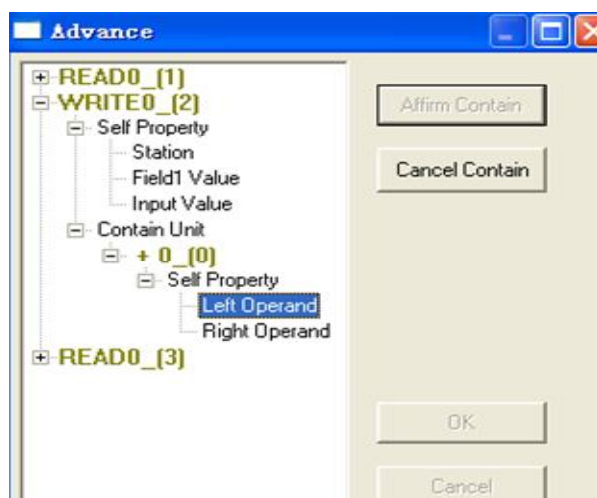 Advance
READ0_(1)
WRITE0_(2)
Self Property
Station
Field1 Value
Input Value
Contain Unit
+ 0_(0)
Self Property
Left Operand
Right Operand
READ0_(3)
Affirm Contain
Cancel Contain
OK
Cancel